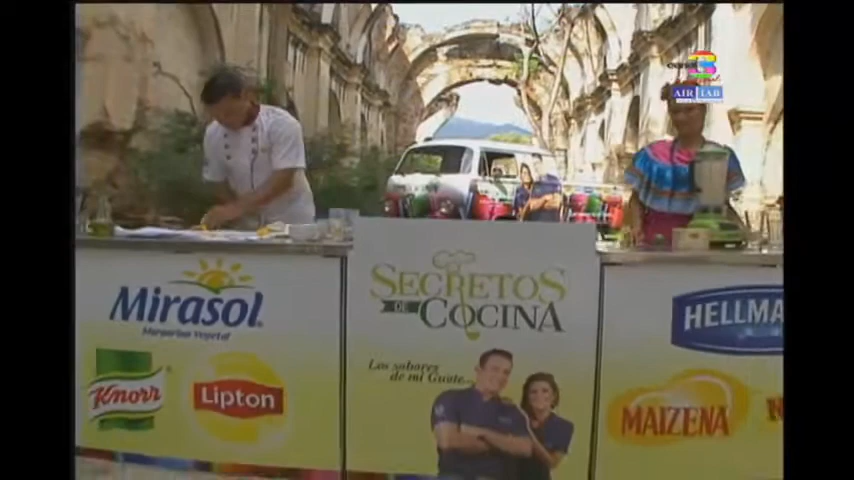 AIR LAB
SECRETOS
DE COCINA
Los sabores
de mi Guate...
MIRASOL
Margarina Vegetal
Knorr
Lipton
HELLMA
MAIZENA